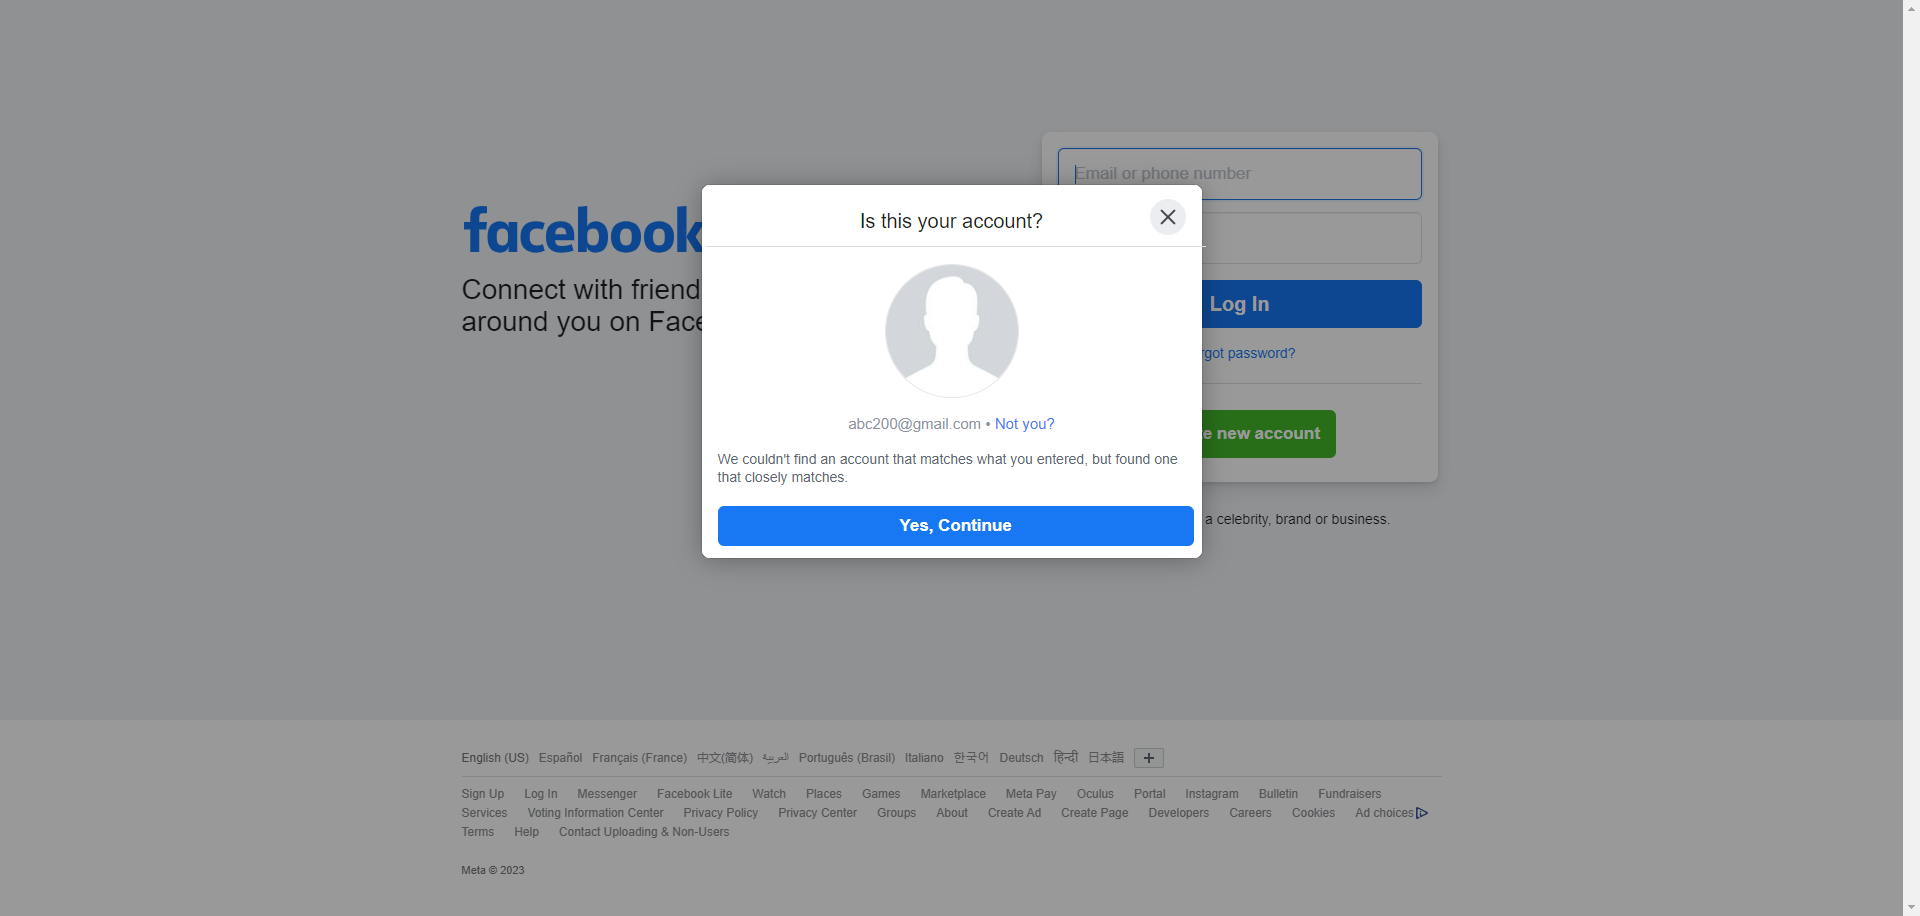 Email or phone number
facebook
Is this your account?
Connect with friend
around you on Face
Log In
rgot password?
abc200@gmail.com • Not you?
e new account
We couldn't find an account that matches what you entered, but found one
that closely matches.
a celebrity, brand or business.
Yes, Continue
English (US) Español Français (France) 中文(简体) العربية Português (Brasil) Italiano 한국어 Deutsch हिन्दी 日本語
Sign Up Log In Messenger Facebook Lite Watch Places Games Marketplace Meta Pay Oculus Portal Instagram Bulletin Fundraisers
Services Voting Information Center Privacy Policy Privacy Center Groups About Create Ad Create Page Developers Careers Cookies Ad choices
Terms Help Contact Uploading & Non-Users
Meta © 2023